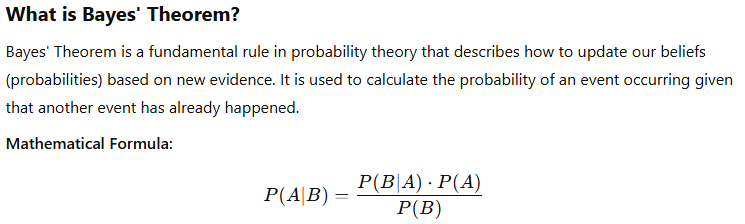 What is Bayes' Theorem?
Bayes' Theorem is a fundamental rule in probability theory that describes how to update our beliefs
(probabilities) based on new evidence. It is used to calculate the probability of an event occurring given
that another event has already happened.
Mathematical Formula:
P(A|B) = P(B|A) · P(A) / P(B)